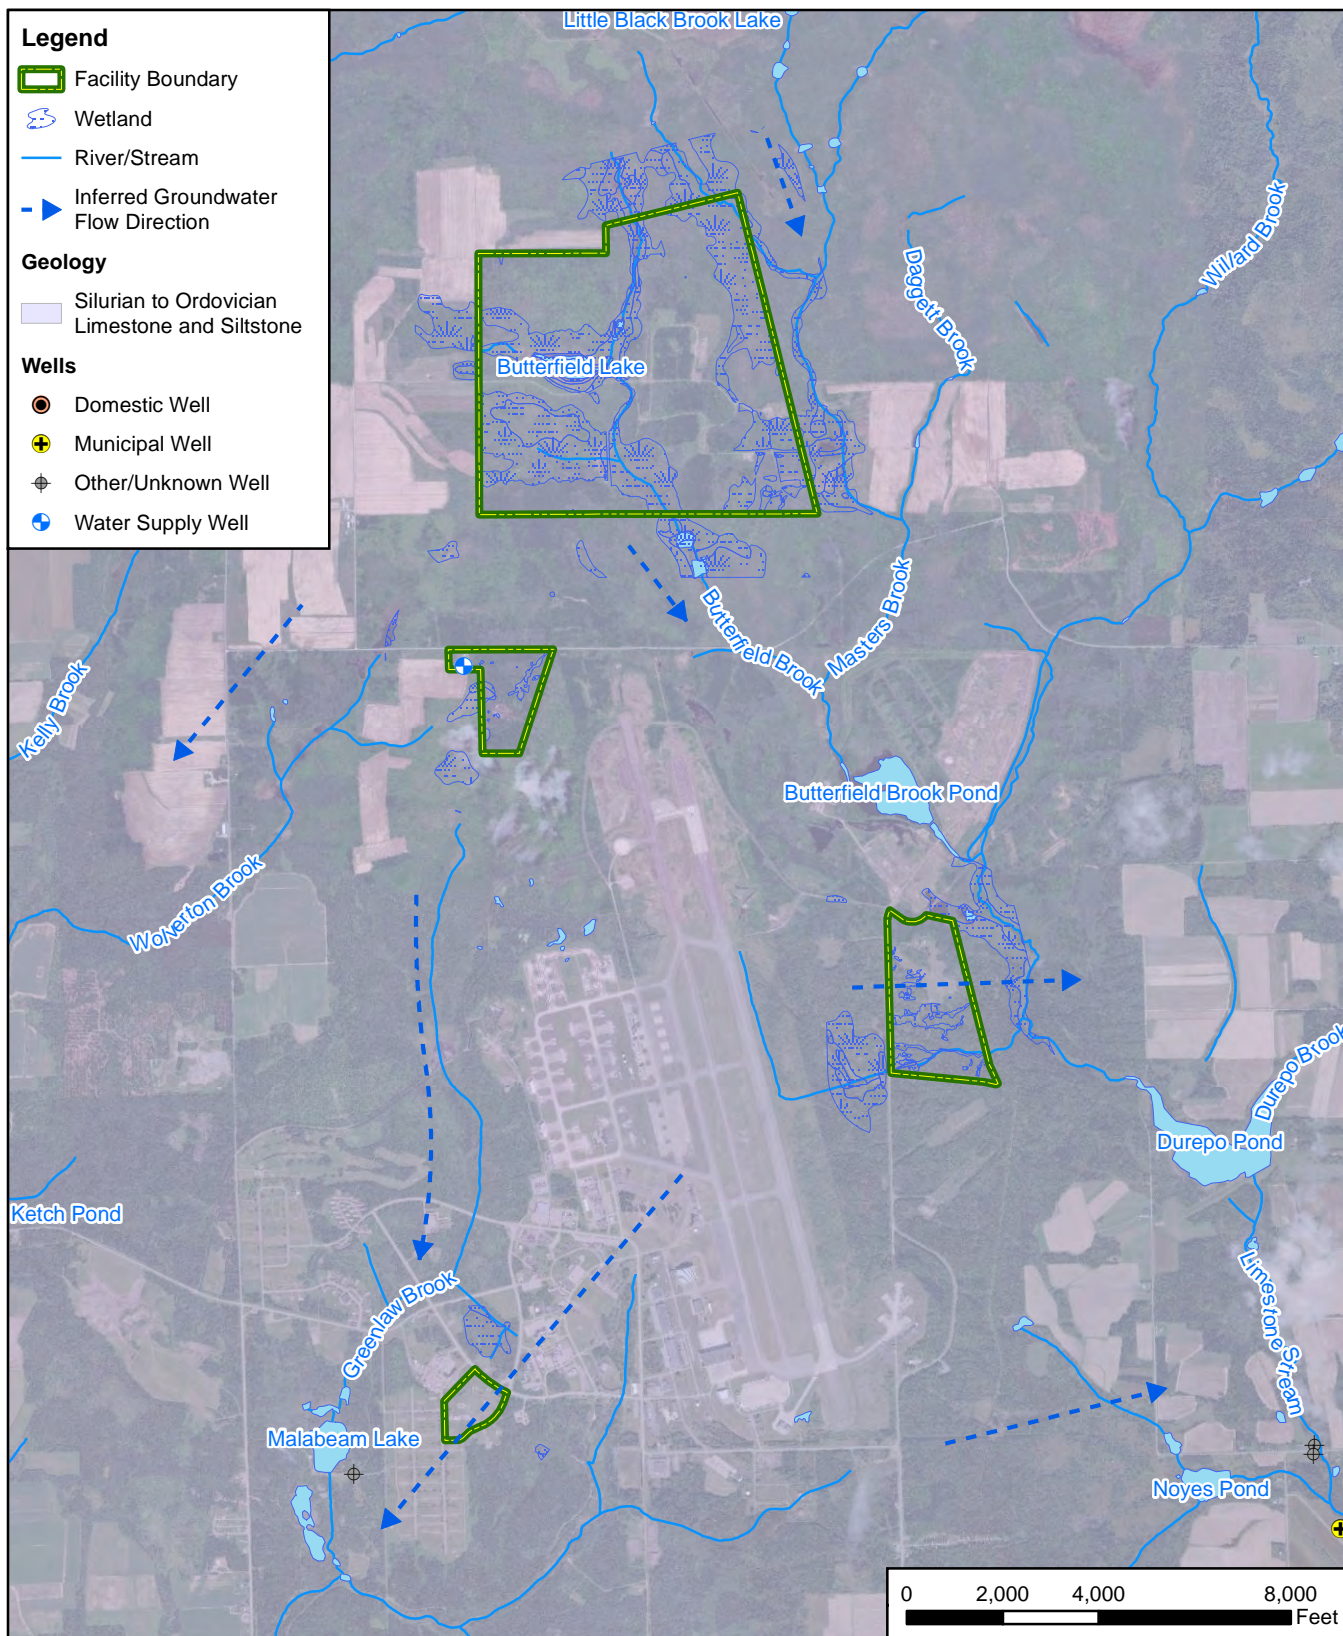 Legend
Facility Boundary
Wetland
River/Stream
Inferred Groundwater
Flow Direction
Geology
Silurian to Ordovician
Limestone and Siltstone
Wells
Domestic Well
Municipal Well
Other/Unknown Well
Water Supply Well
Little Black Brook Lake
Willard Brook
Daggett Brook
Butterfield Lake
Butterfield Brook
Masters Brook
Kelly Brook
Butterfield Brook Pond
Wolverton Brook
Durepo Brook
Durepo Pond
Ketch Pond
Greenlaw Brook
Limestone Stream
Malabeam Lake
Noyes Pond
0 2,000 4,000 8,000
Feet